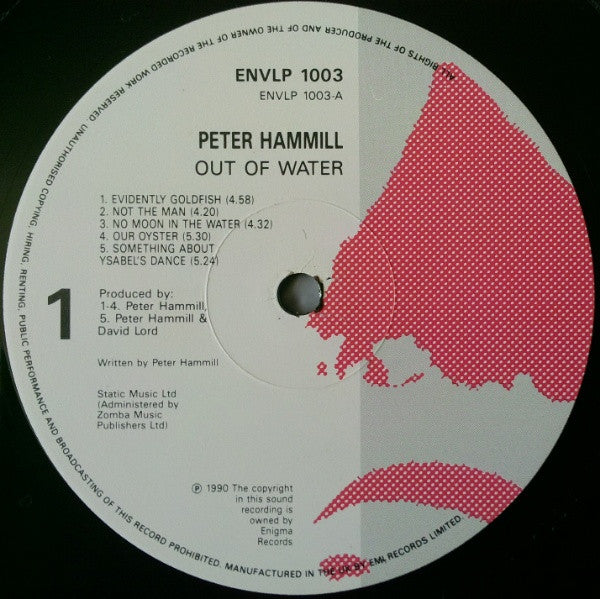 ENVLP 1003
ENVLP 1003-A
PETER HAMMILL
OUT OF WATER
1. EVIDENTLY GOLDFISH (4.58)
2. NOT THE MAN (4.20)
3. NO MOON IN THE WATER (4.32)
4. OUR OYSTER (5.30)
5. SOMETHING ABOUT
YSABEL'S DANCE (5.24)
1
Produced by:
1-4. Peter Hammill,
5. Peter Hammill &
David Lord
Written by Peter Hammill
Static Music Ltd
(Administered by
Zomba Music
Publishers Ltd)
℗ 1990 The copyright
in this sound
recording is
owned by
Enigma
Records
ALL RIGHTS OF THE PRODUCER AND OF THE OWNER OF THE RECORDED WORK RESERVED. UNAUTHORISED COPYING, HIRING, RENTING, PUBLIC PERFORMANCE AND BROADCASTING OF THIS RECORD PROHIBITED. MANUFACTURED IN THE UK BY EMI RECORDS LIMITED.